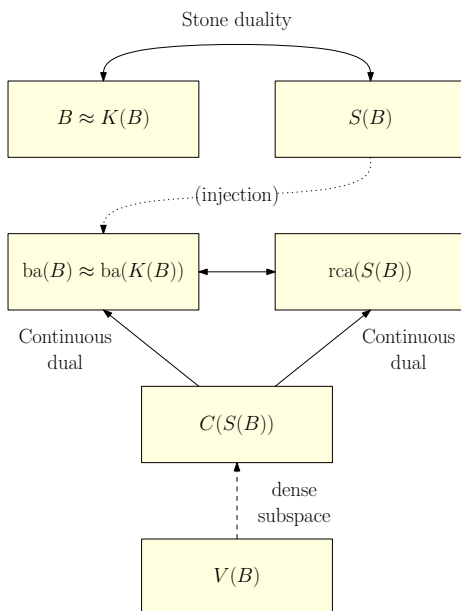 Stone duality
B ≈ K(B)
S(B)
(injection)
ba(B) ≈ ba(K(B))
rca(S(B))
Continuous
dual
Continuous
dual
C(S(B))
dense
subspace
V(B)